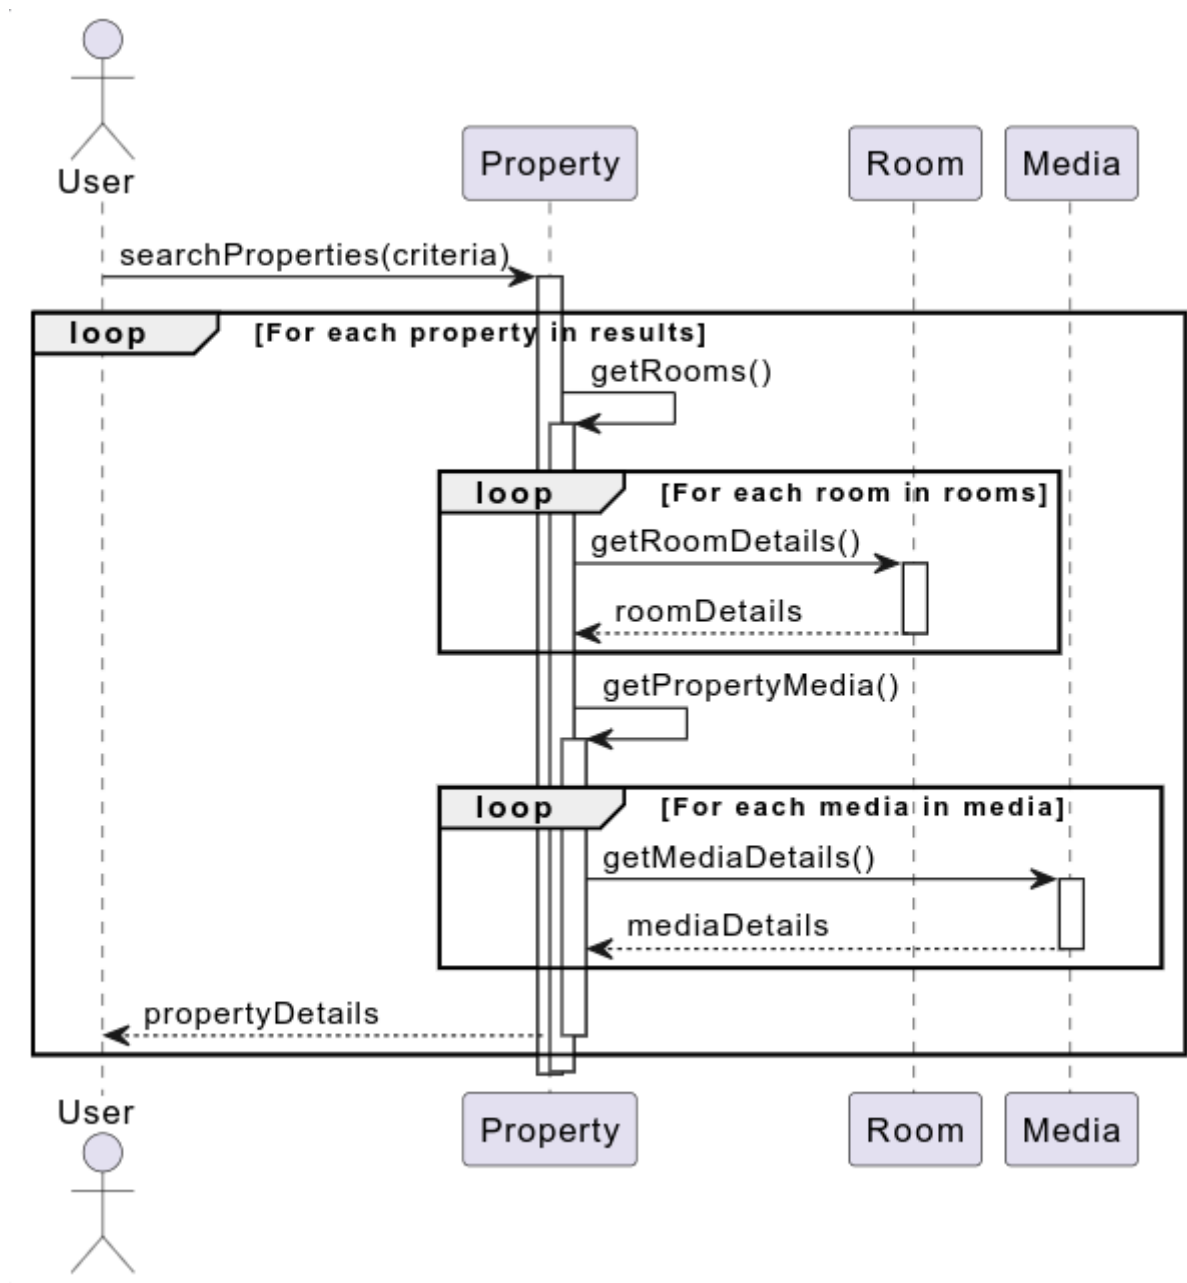 User
Property
Room
Media
searchProperties(criteria)
loop [For each property in results]
getRooms()
loop [For each room in rooms]
getRoomDetails()
roomDetails
getPropertyMedia()
loop [For each media in media]
getMediaDetails()
mediaDetails
propertyDetails
User
Property
Room
Media